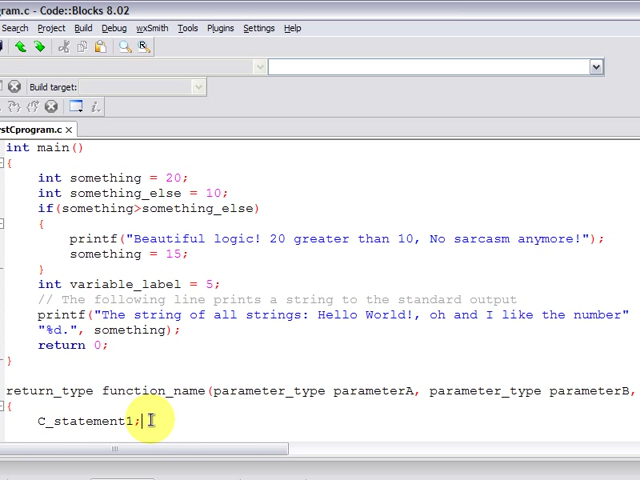 gram.c - Code::Blocks 8.02
Search Project Build Debug wxSmith Tools Plugins Settings Help
Build target:
rstCprogram.c
int main()
{
int something = 20;
int something_else = 10;
if(something>something_else)
{
printf("Beautiful logic! 20 greater than 10, No sarcasm anymore!");
something = 15;
}
int variable_label = 5;
// The following line prints a string to the standard output
printf("The string of all strings: Hello World!, oh and I like the number"
"%d.", something);
return 0;
}
return_type function_name(parameter_type parameterA, parameter_type parameterB,
{
C_statement1;